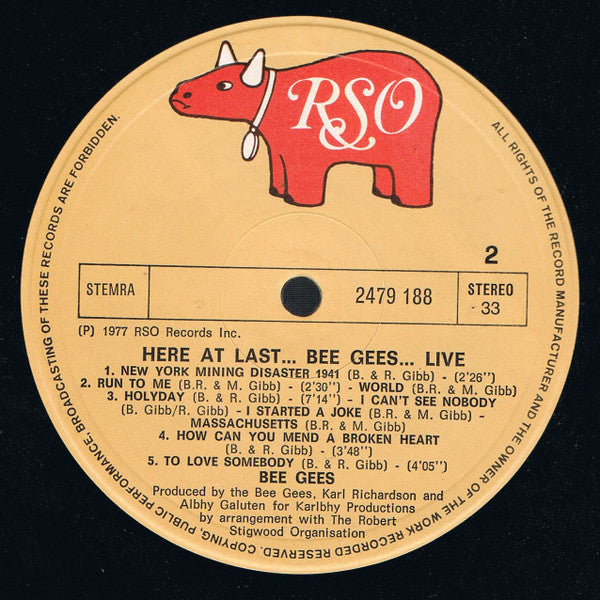 RSO
2
STEMRA
2479 188
STEREO
33
(P) 1977 RSO Records Inc.
HERE AT LAST... BEE GEES... LIVE
1. NEW YORK MINING DISASTER 1941 (B. & R. Gibb) - (2'26")
2. RUN TO ME (B.R. & M. Gibb) - (2'30") - WORLD (B.R. & M. Gibb)
3. HOLYDAY (B. & R. Gibb) - (7'14") - I CAN'T SEE NOBODY
(B. Gibb/R. Gibb) - I STARTED A JOKE (B.R. & M. Gibb) -
MASSACHUSETTS (B.R. & M. Gibb)
4. HOW CAN YOU MEND A BROKEN HEART
(B. & R. Gibb) - (3'48")
5. TO LOVE SOMEBODY (B. & R. Gibb) - (4'05")
BEE GEES
Produced by the Bee Gees, Karl Richardson and
Albhy Galuten for Karlbhy Productions
by arrangement with The Robert
Stigwood Organisation
ALL RIGHTS OF THE RECORD MANUFACTURER AND THE OWNER OF THE WORK RECORDED RESERVED. COPYING, PUBLIC PERFORMANCE, BROADCASTING OF THESE RECORDS ARE FORBIDDEN.